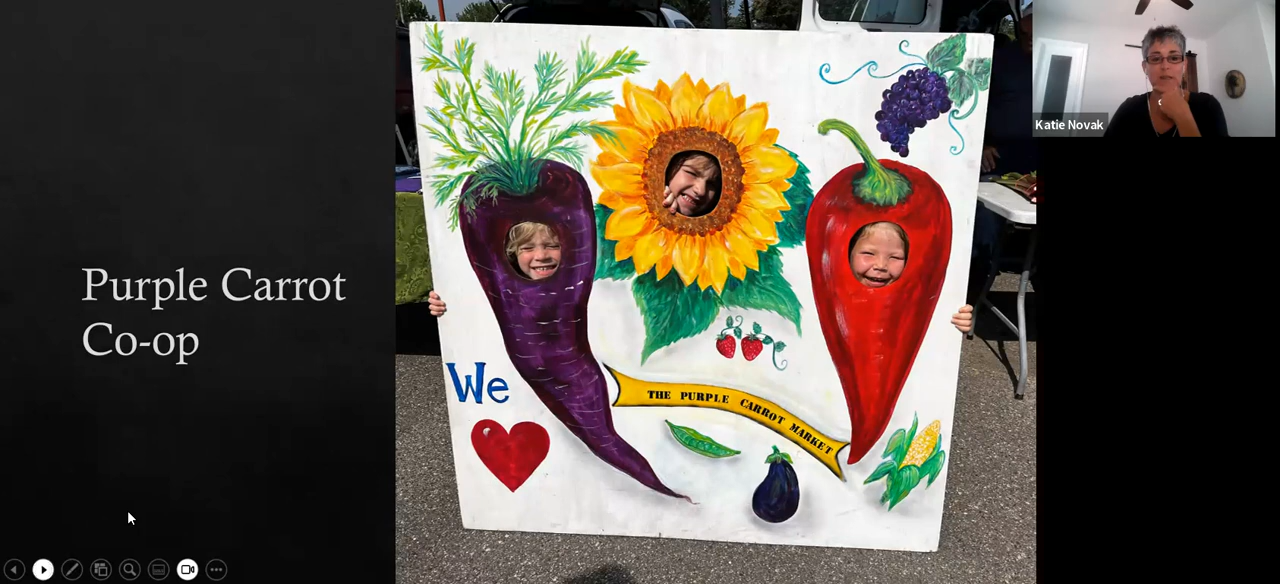 Purple Carrot
Co-op
We
THE PURPLE CARROT MARKET
Katie Novak